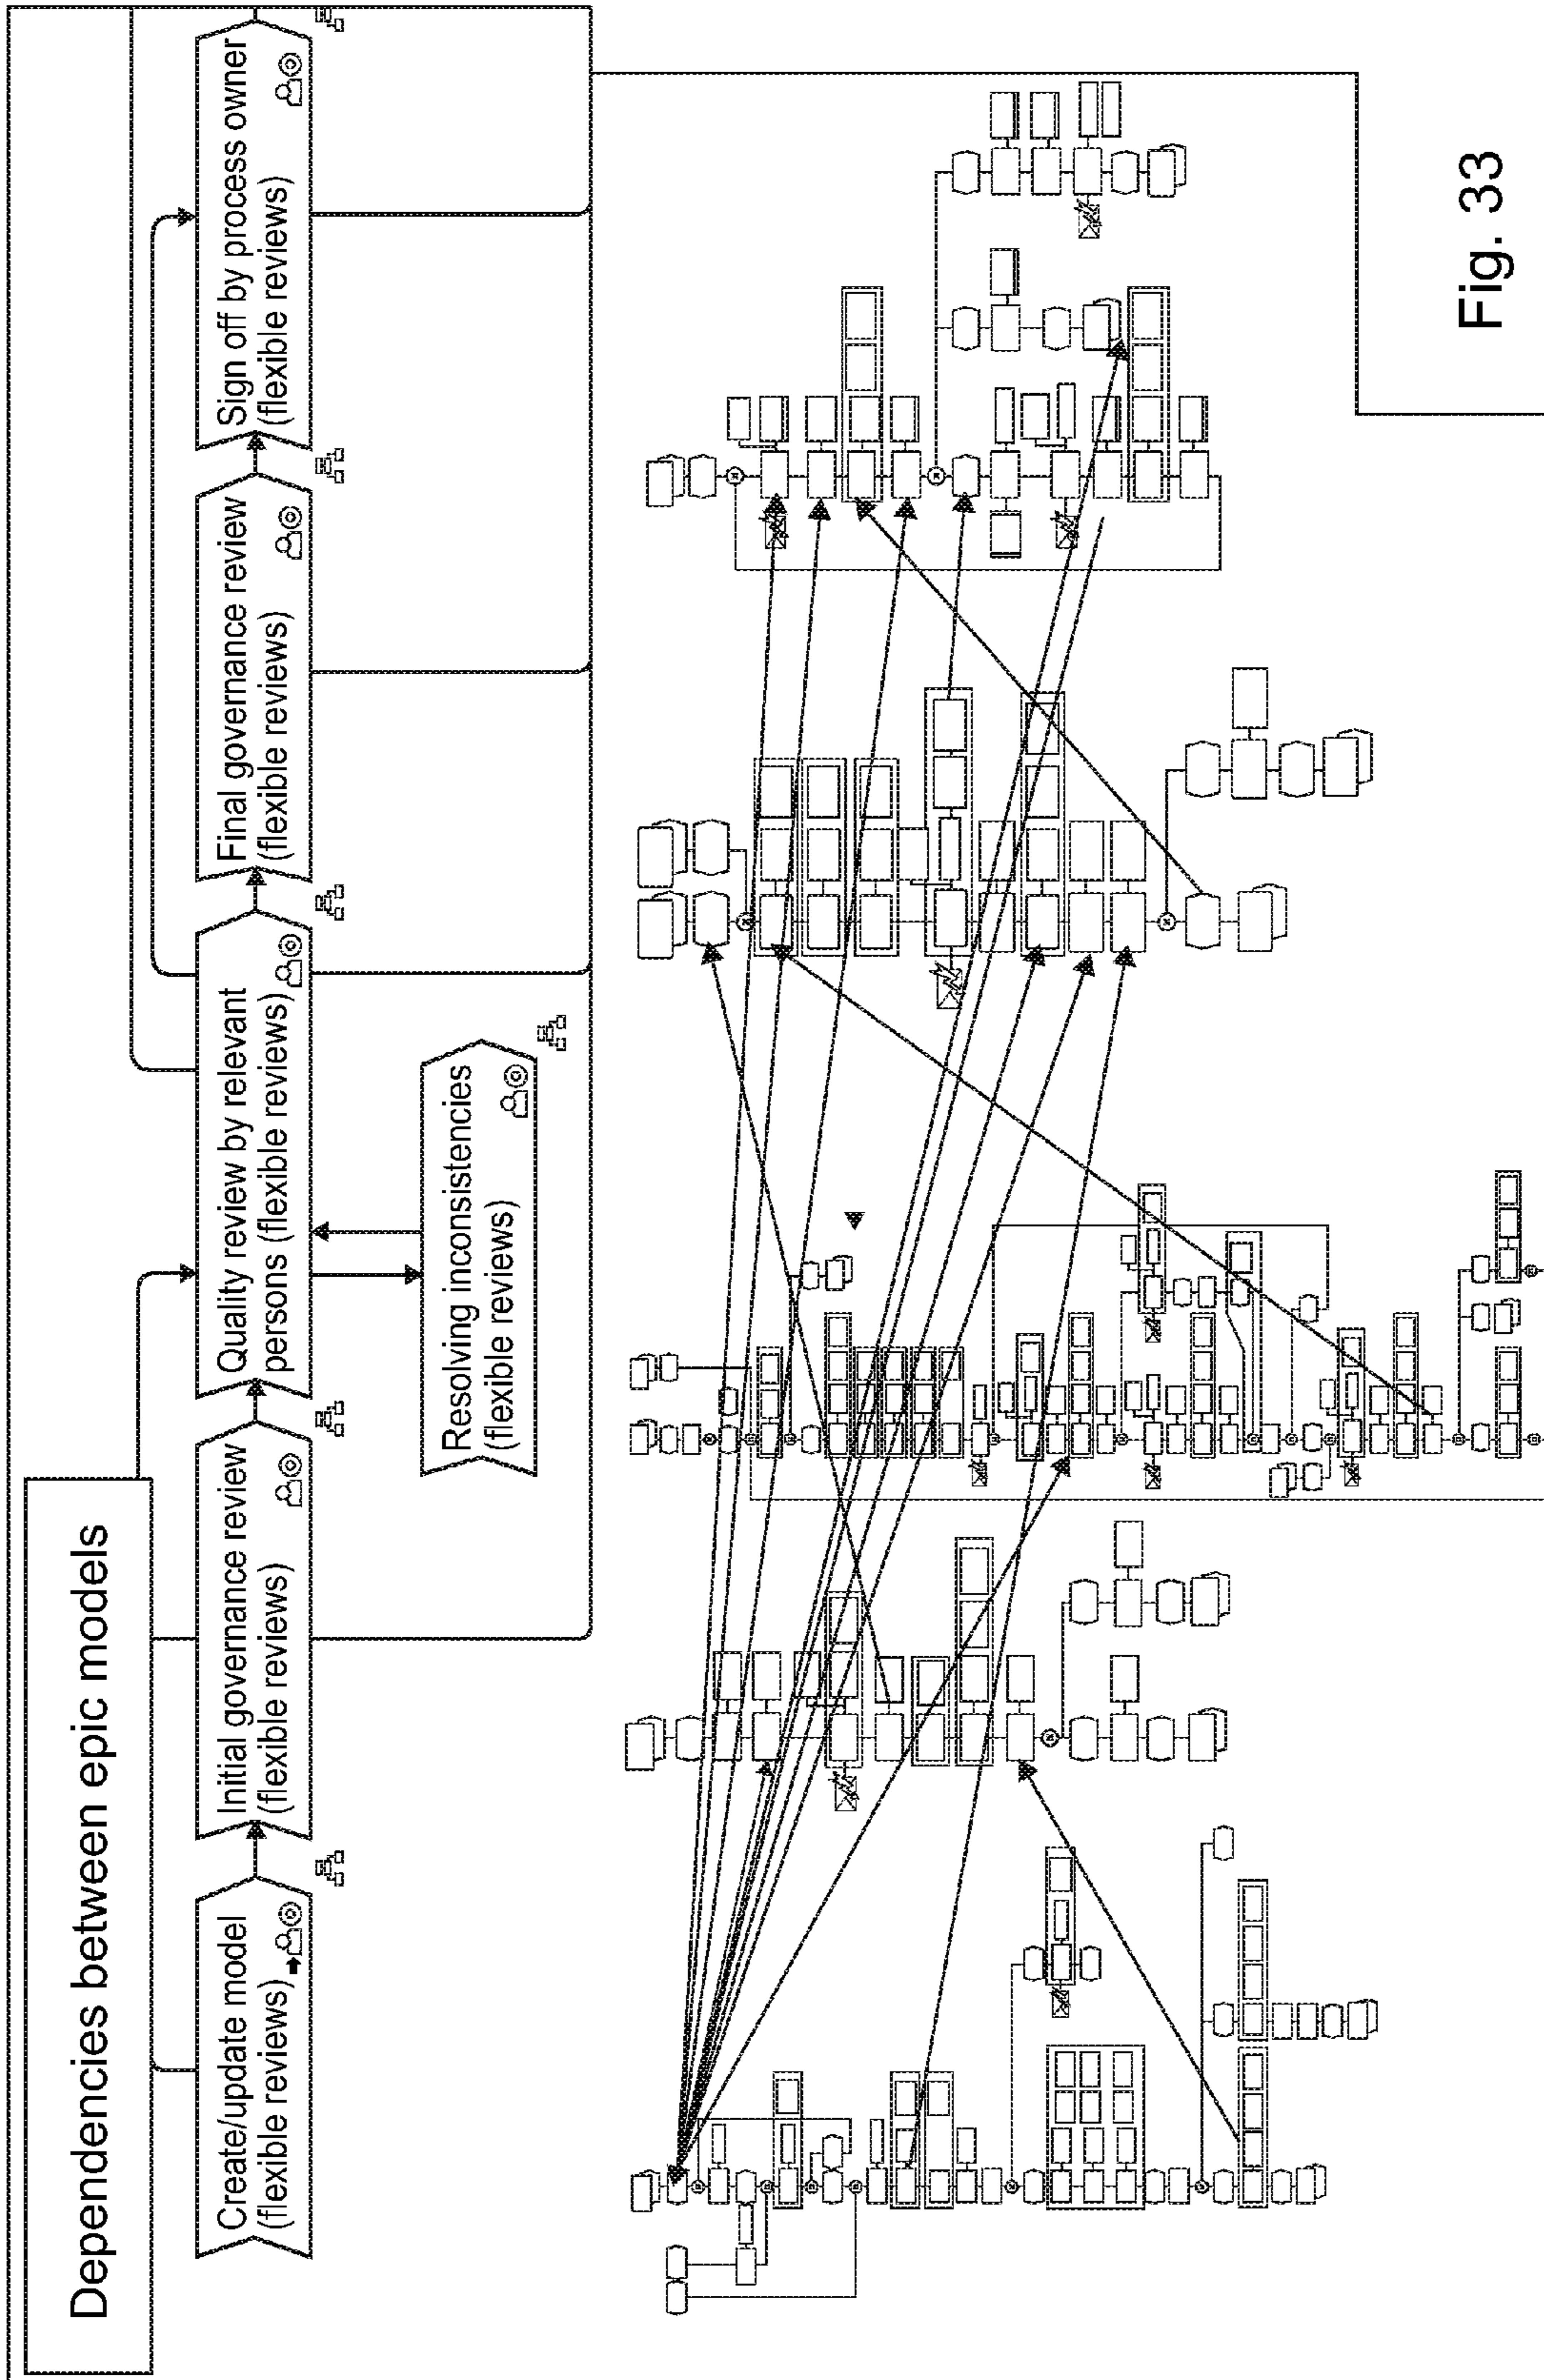 Dependencies between epic models
Create/update model
(flexible reviews)
Initial governance review
(flexible reviews)
Quality review by relevant
persons (flexible reviews)
Final governance review
(flexible reviews)
Sign off by process owner
(flexible reviews)
Resolving inconsistencies
(flexible reviews)
Fig. 33